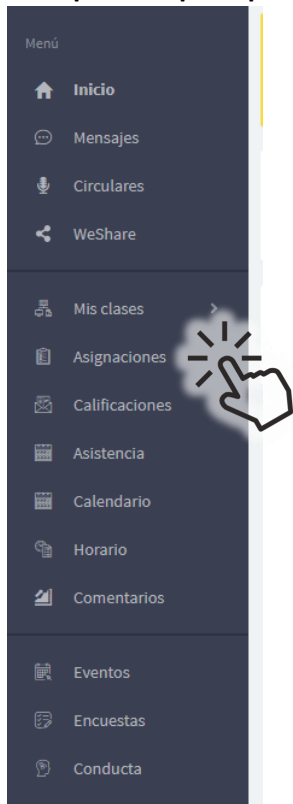 Menú
Inicio
Mensajes
Circulares
WeShare
Mis clases
Asignaciones
Calificaciones
Asistencia
Calendario
Horario
Comentarios
Eventos
Encuestas
Conducta